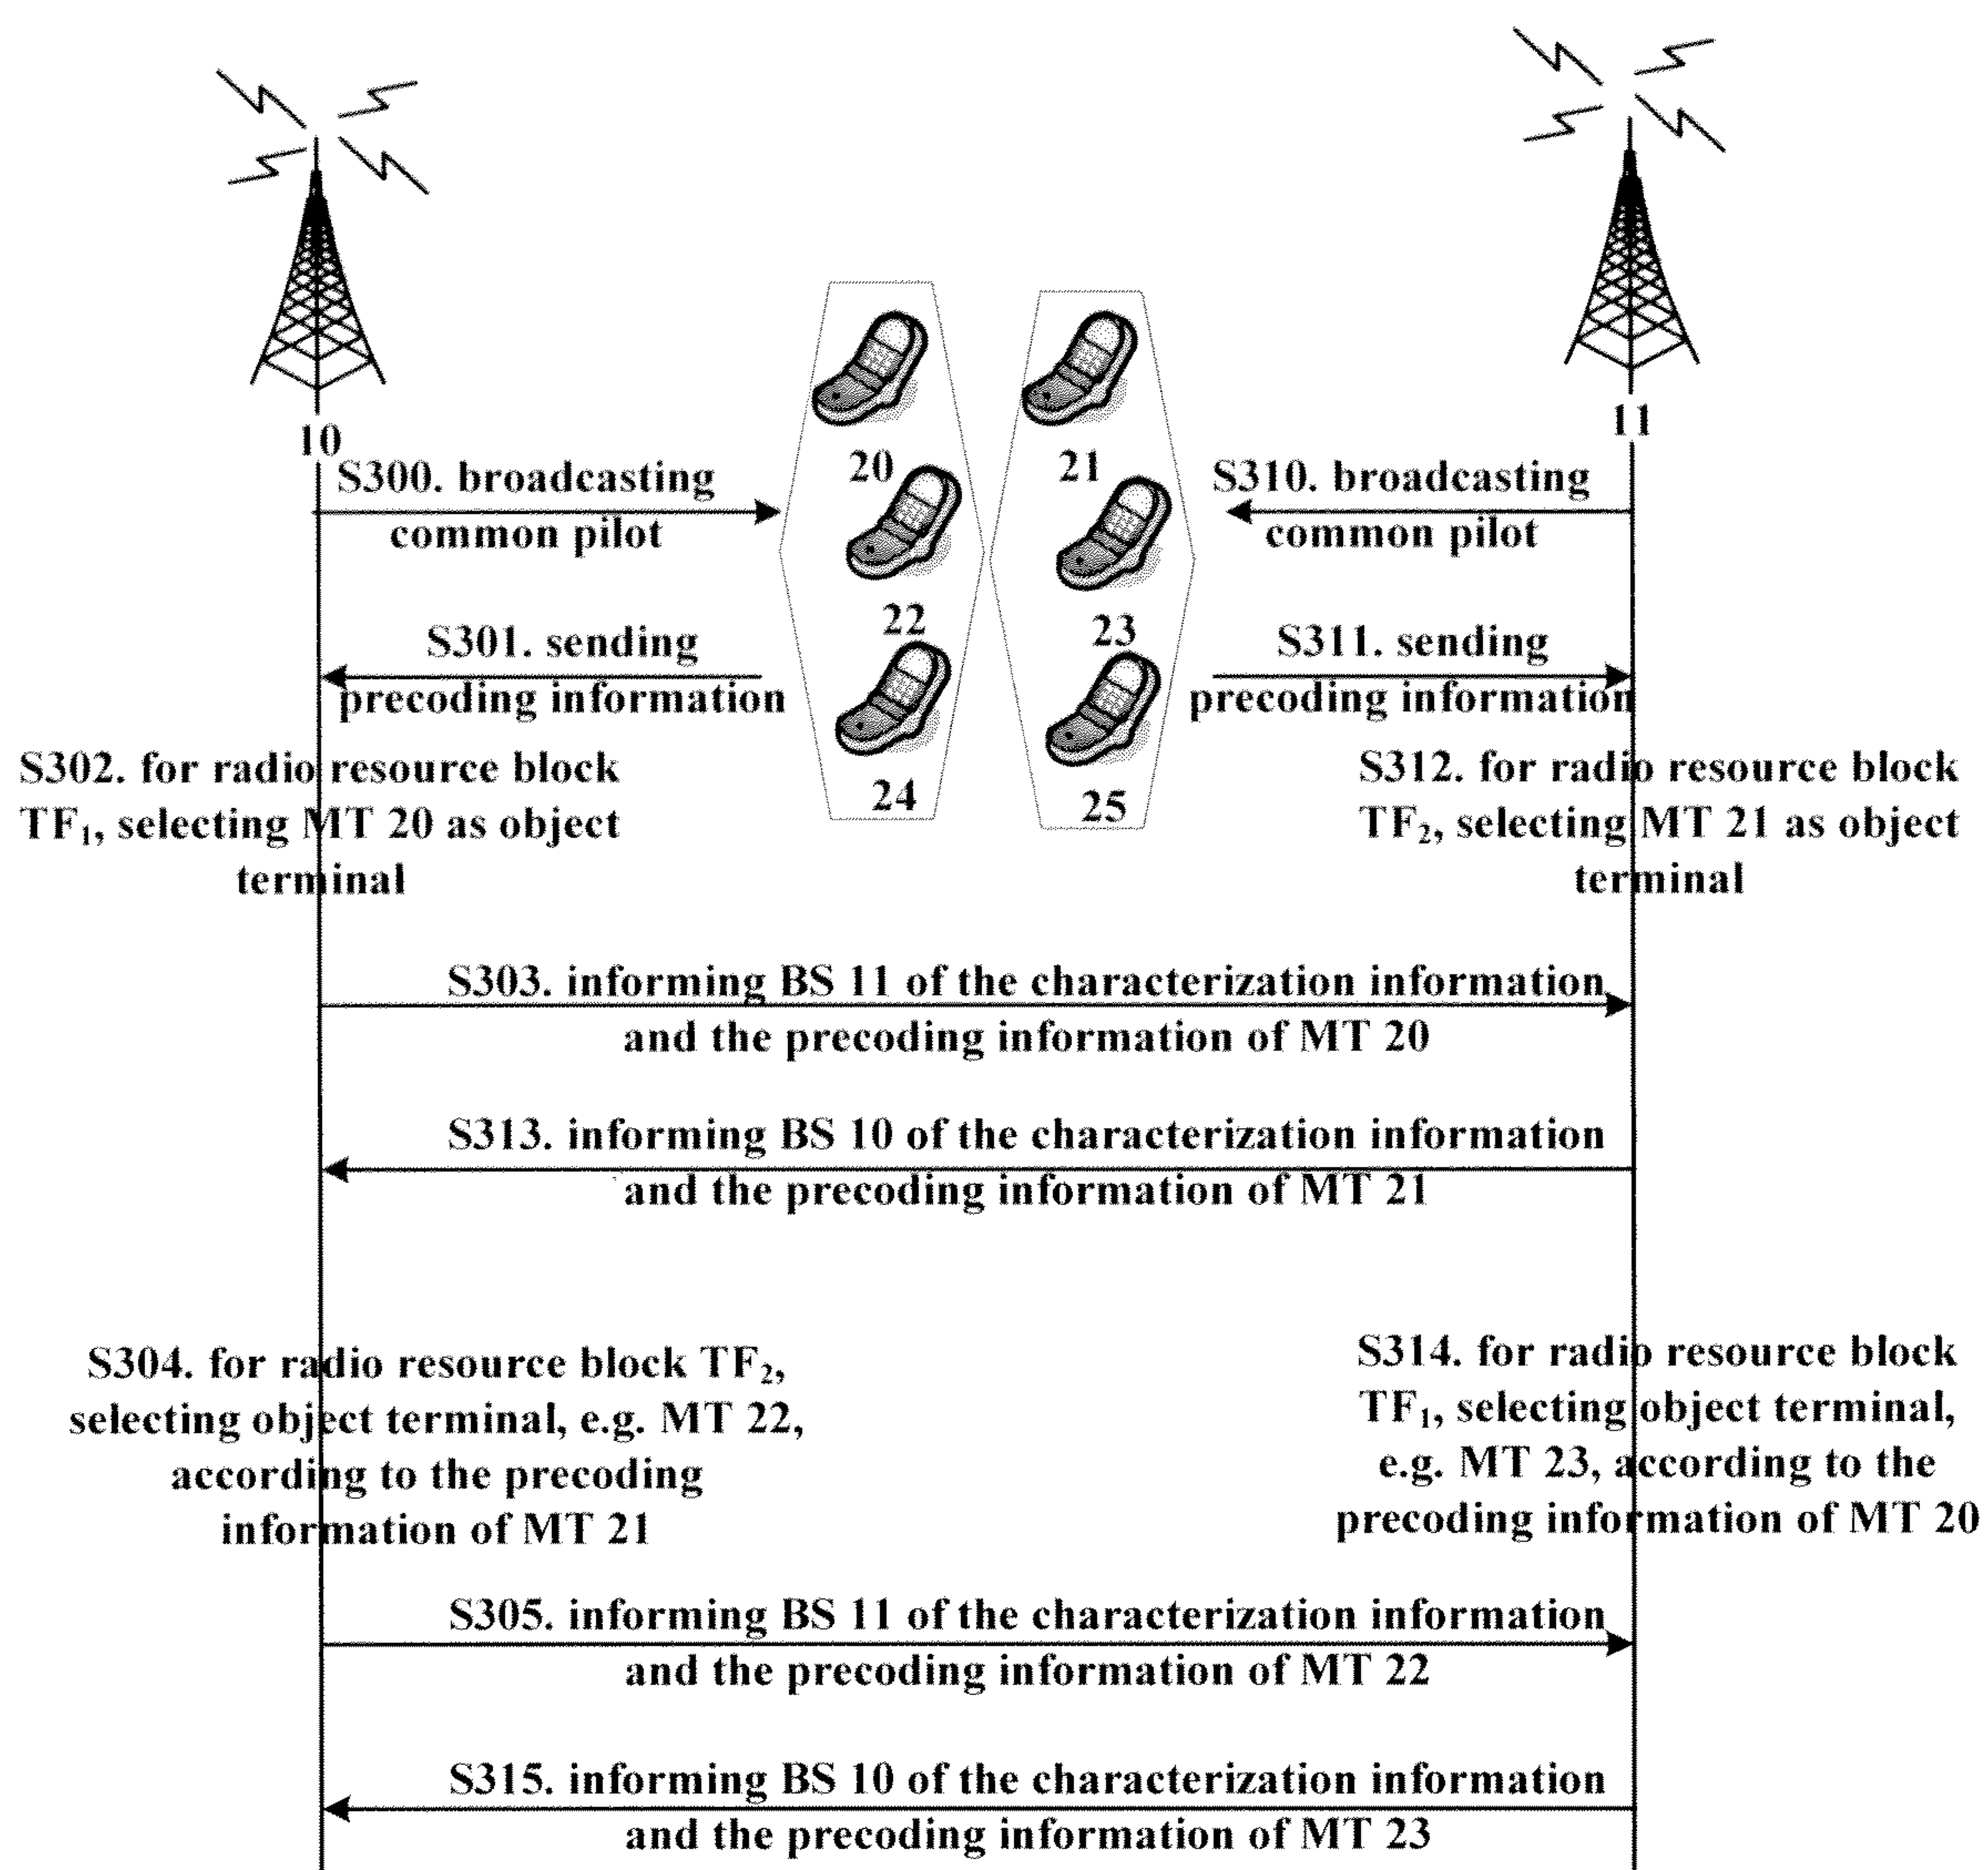 10
11
20
21
S300. broadcasting
common pilot
S310. broadcasting
common pilot
22
23
S301. sending
precoding information
S311. sending
precoding information
24
25
S302. for radio resource block
TF₁, selecting MT 20 as object
terminal
S312. for radio resource block
TF₂, selecting MT 21 as object
terminal
S303. informing BS 11 of the characterization information
and the precoding information of MT 20
S313. informing BS 10 of the characterization information
and the precoding information of MT 21
S304. for radio resource block TF₂,
selecting object terminal, e.g. MT 22,
according to the precoding
information of MT 21
S314. for radio resource block
TF₁, selecting object terminal,
e.g. MT 23, according to the
precoding information of MT 20
S305. informing BS 11 of the characterization information
and the precoding information of MT 22
S315. informing BS 10 of the characterization information
and the precoding information of MT 23